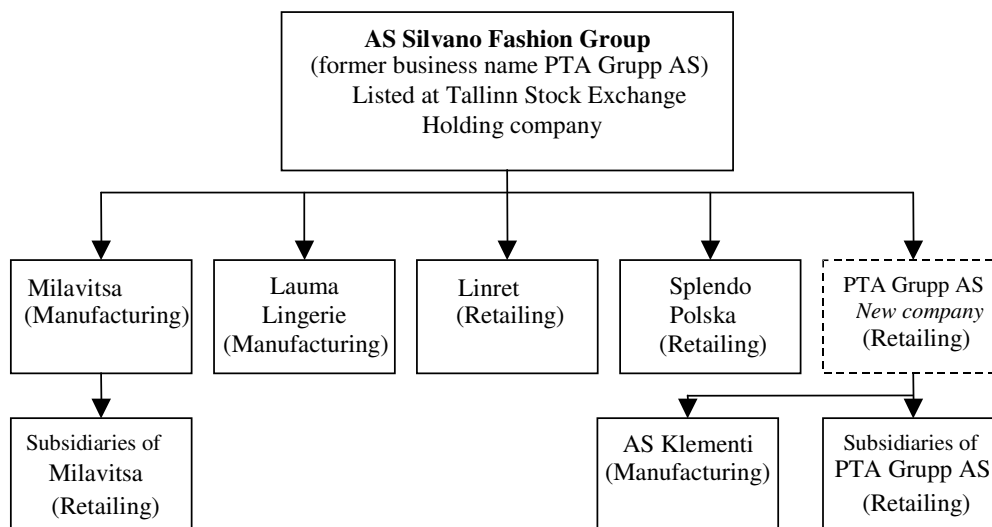 AS Silvano Fashion Group
(former business name PTA Grupp AS)
Listed at Tallinn Stock Exchange
Holding company
Milavitsa
(Manufacturing)
Lauma
Lingerie
(Manufacturing)
Linret
(Retailing)
Splendo
Polska
(Retailing)
PTA Grupp AS
New company
(Retailing)
Subsidiaries of
Milavitsa
(Retailing)
AS Klementi
(Manufacturing)
Subsidiaries of
PTA Grupp AS
(Retailing)